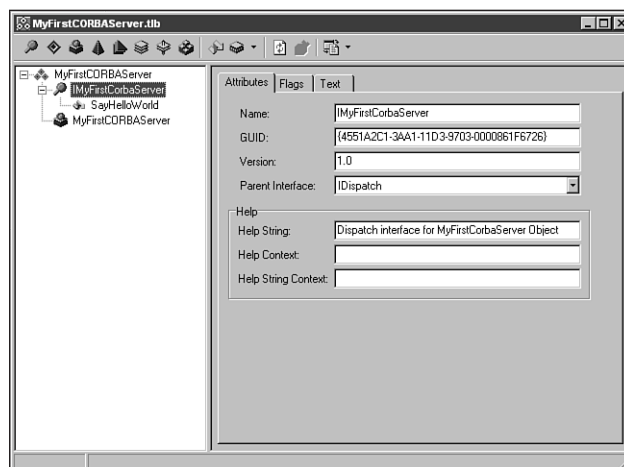 MyFirstCORBAServer.tlb
MyFirstCORBAServer
IMyFirstCorbaServer
SayHelloWorld
MyFirstCORBAServer
Attributes Flags Text
Name: IMyFirstCorbaServer
GUID: {4551A2C1-3AA1-11D3-9703-0000861F6726}
Version: 1.0
Parent Interface: IDispatch
Help
Help String: Dispatch interface for MyFirstCorbaServer Object
Help Context:
Help String Context: